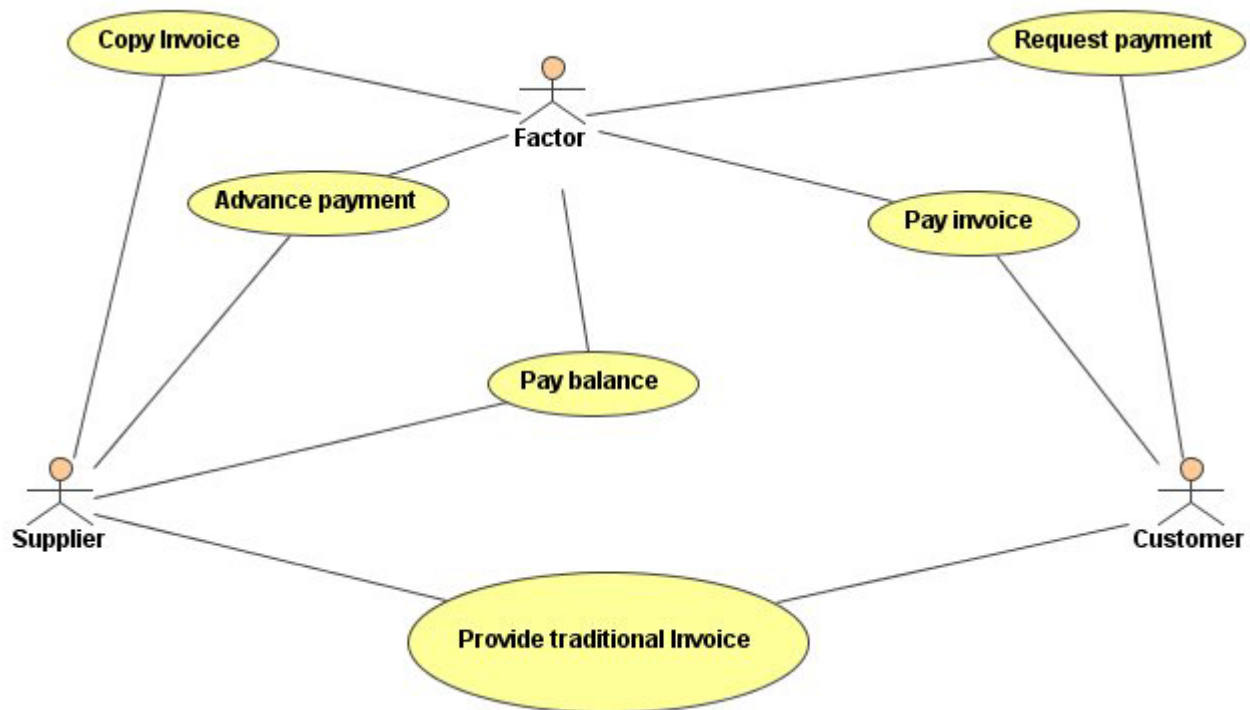 Copy Invoice
Request payment
Factor
Advance payment
Pay invoice
Pay balance
Supplier
Customer
Provide traditional Invoice